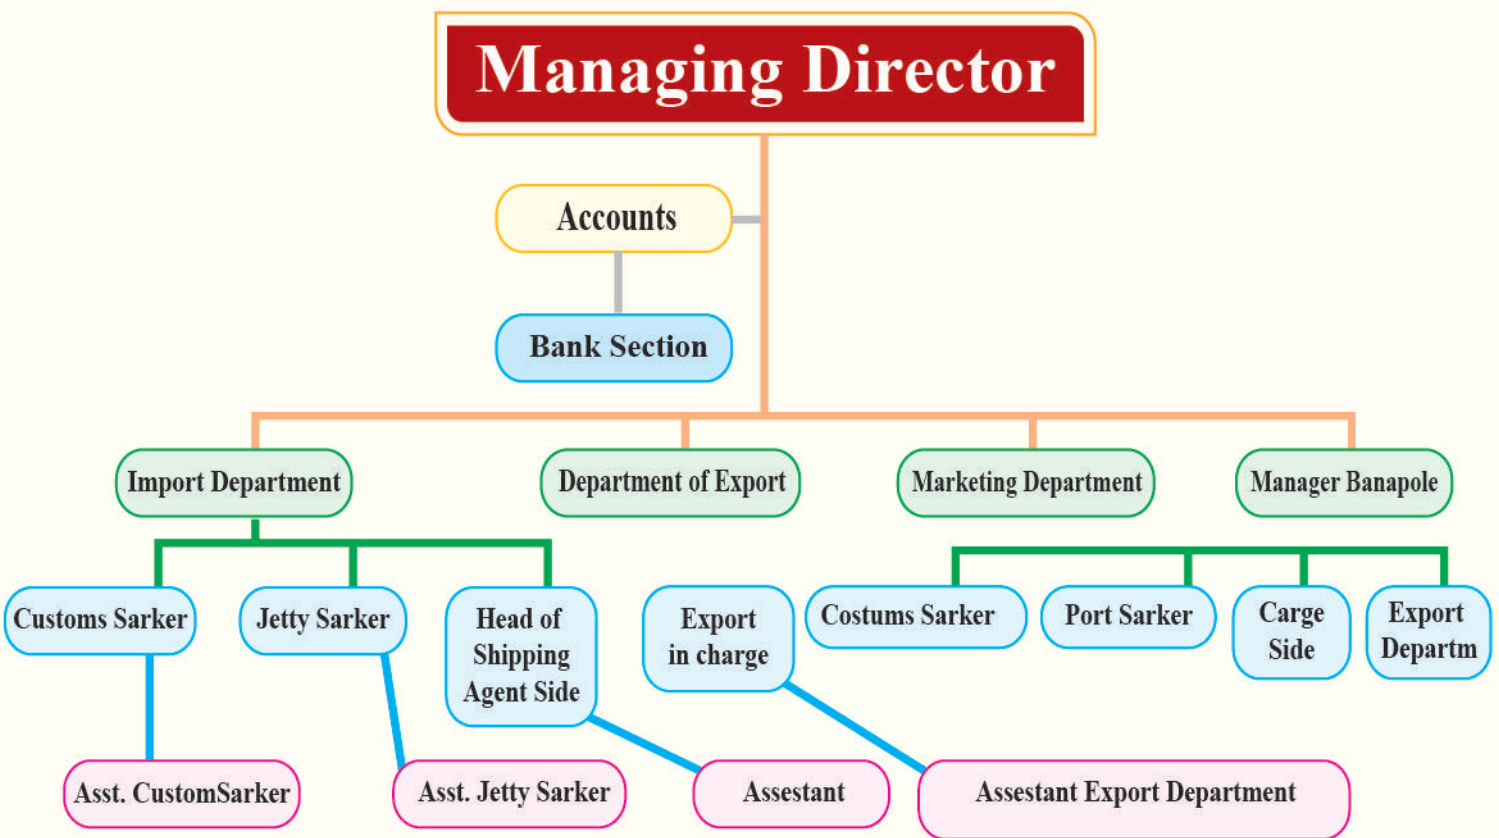 Managing Director
Accounts
Bank Section
Import Department
Department of Export
Marketing Department
Manager Banapole
Customs Sarker
Jetty Sarker
Head of
Shipping
Agent Side
Export
in charge
Costums Sarker
Port Sarker
Carge
Side
Export
Departm
Asst. CustomSarker
Asst. Jetty Sarker
Assestant
Assestant Export Department